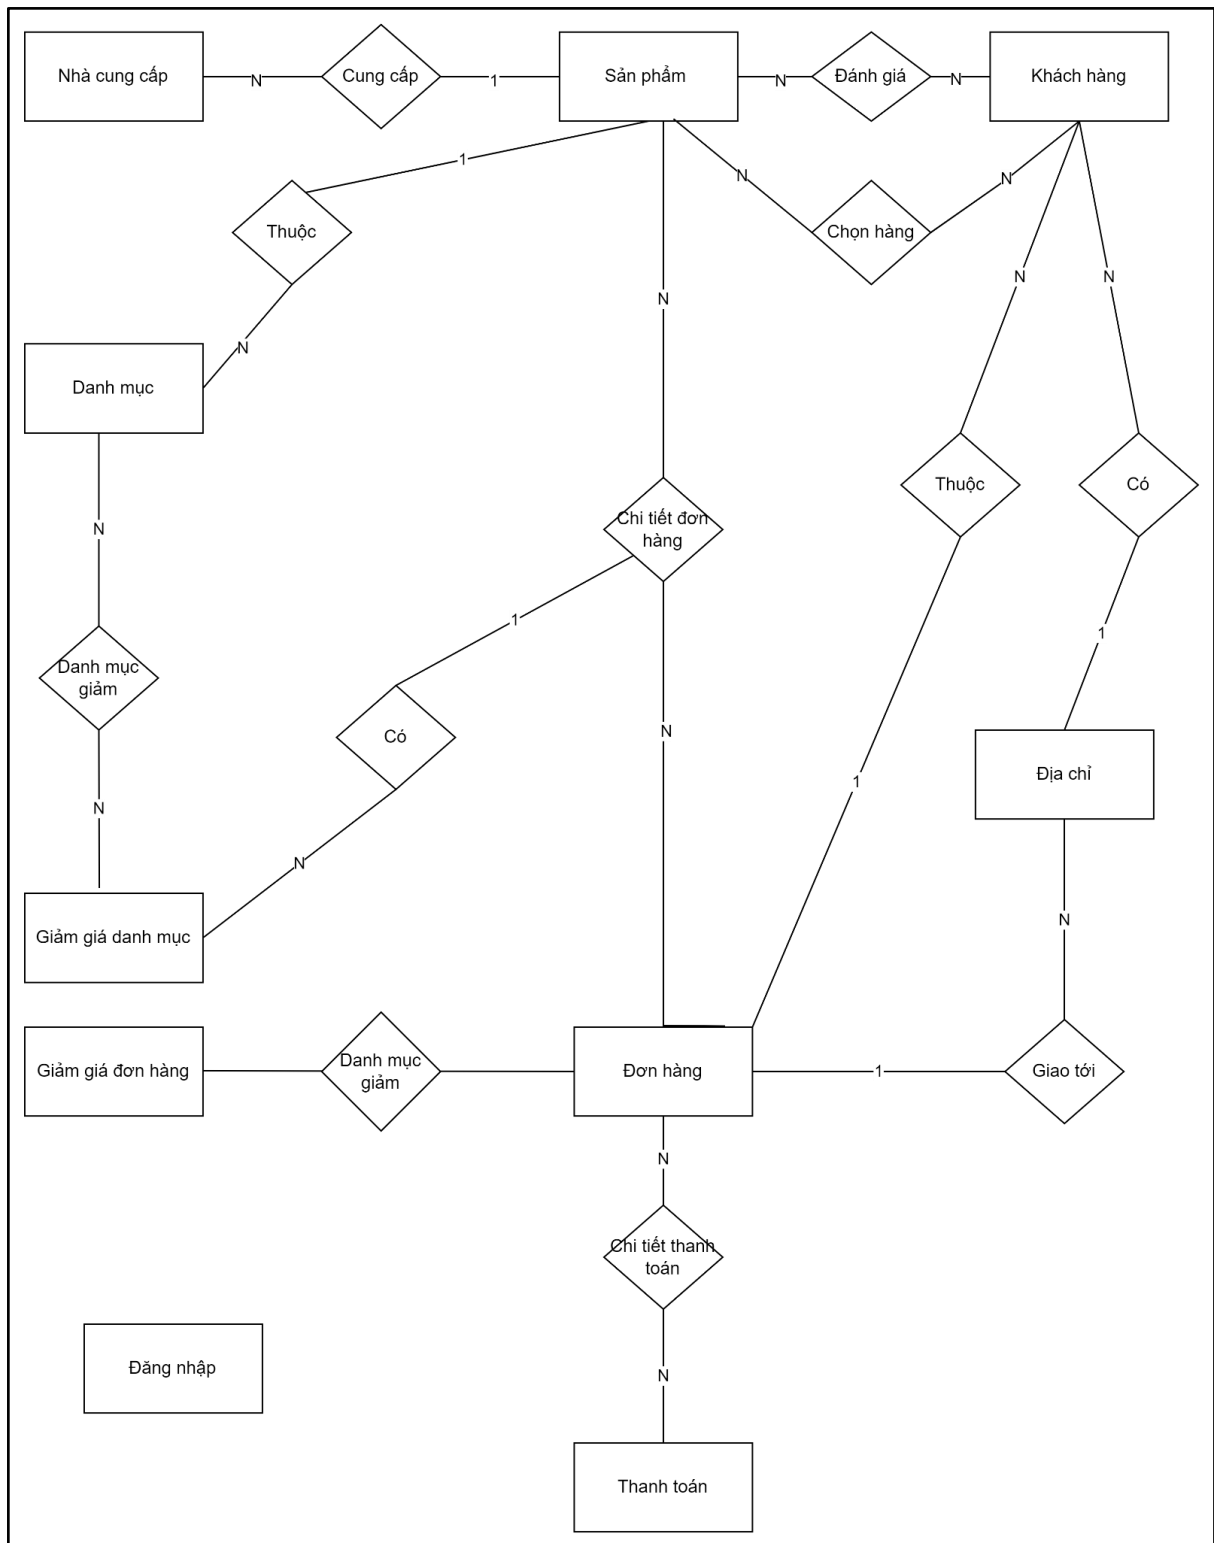 Nhà cung cấp
N
Cung cấp
1
Sản phẩm
N
Đánh giá
N
Khách hàng
1
N
N
Thuộc
Chọn hàng
N
N
N
N
Danh mục
Thuộc
Có
N
Chi tiết đơn
hàng
1
1
Danh mục
giảm
N
Có
1
Địa chỉ
N
N
N
Giảm giá danh mục
Giảm giá đơn hàng
Danh mục
giảm
Đơn hàng
1
Giao tới
N
Chi tiết thanh
toán
Đăng nhập
N
Thanh toán